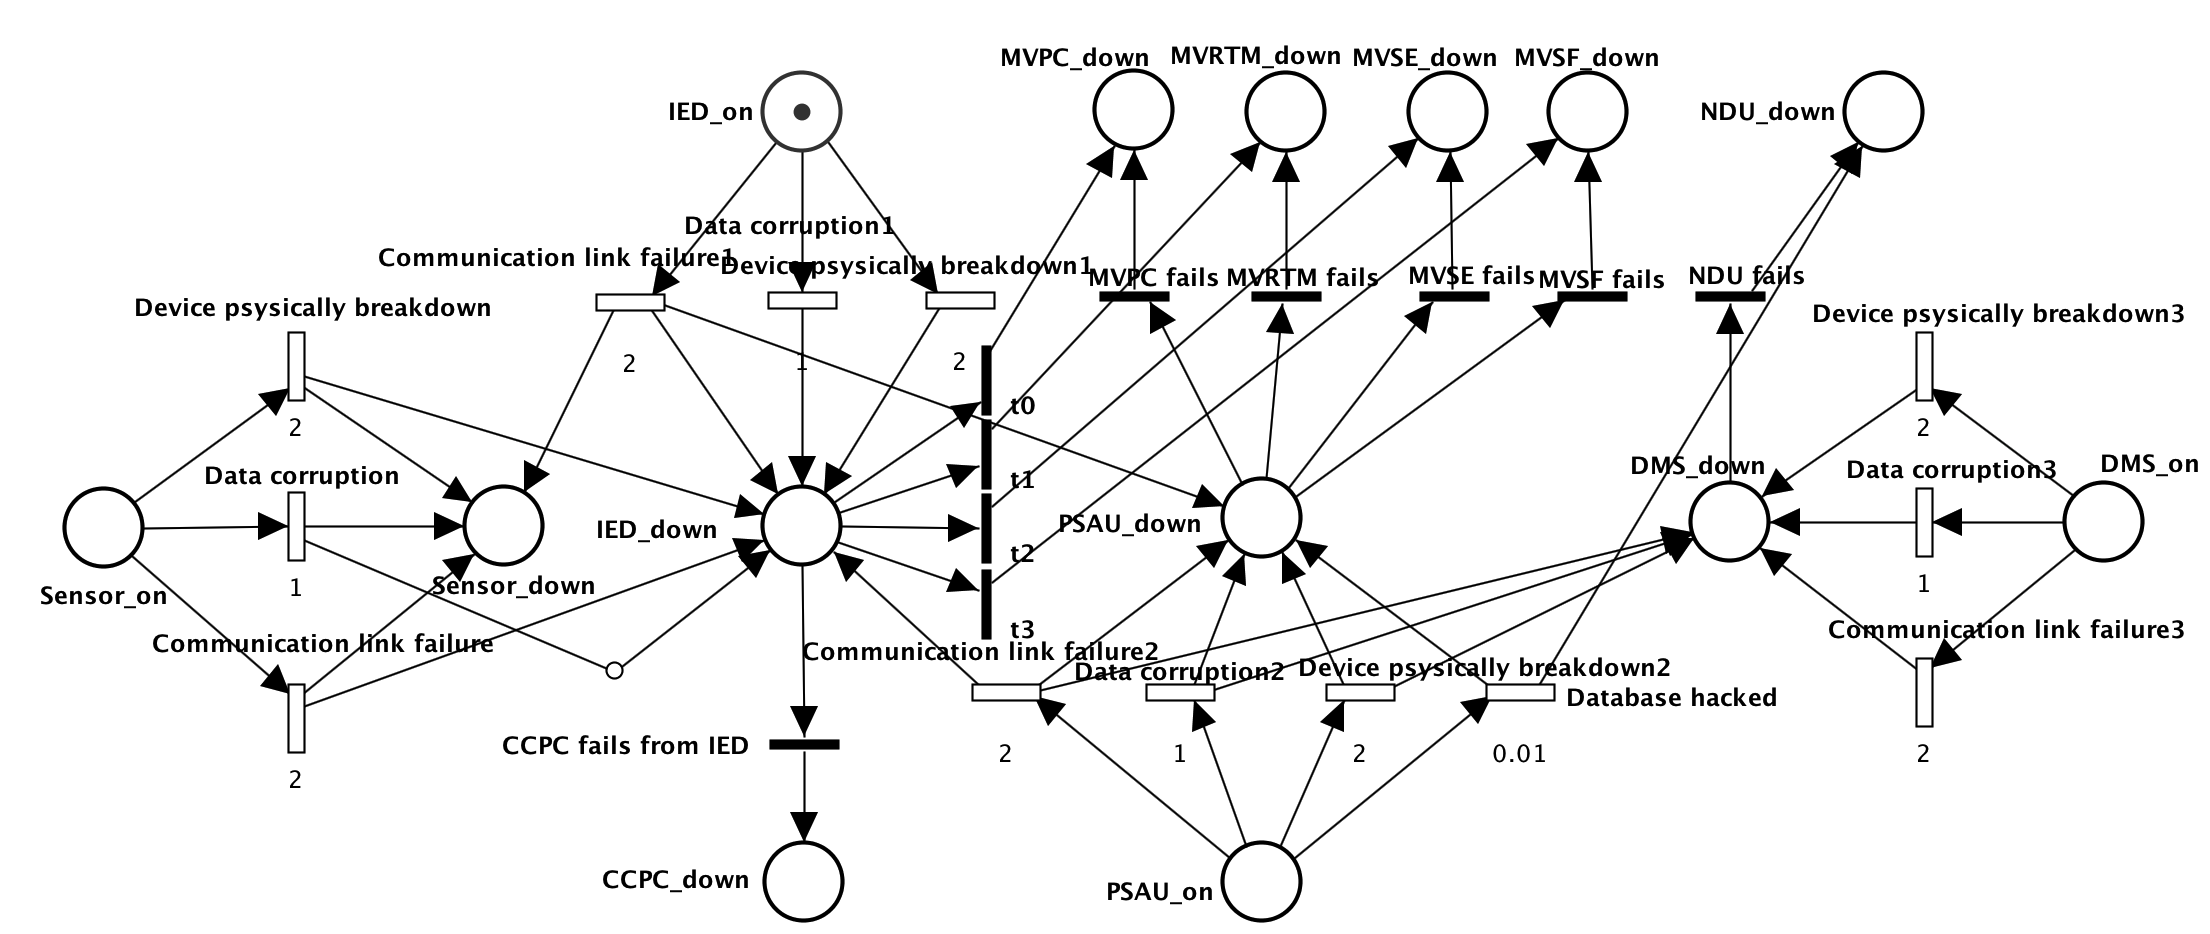 MVPC_down
MVRTM_down
MVSE_down
MVSF_down
IED_on
NDU_down
Data corruption1
Communication link failure1
Device psysically breakdown1
MVPC fails
MVRTM fails
MVSE fails
MVSF fails
NDU fails
Device psysically breakdown
Device psysically breakdown3
2
1
2
t0
2
2
Data corruption
DMS_down
Data corruption3
DMS_on
t1
IED_down
PSAU_down
t2
Sensor_on
1
Sensor_down
1
t3
Communication link failure
Communication link failure2
Data corruption2
Device psysically breakdown2
Database hacked
Communication link failure3
CCPC fails from IED
2
2
1
2
0.01
2
CCPC_down
PSAU_on